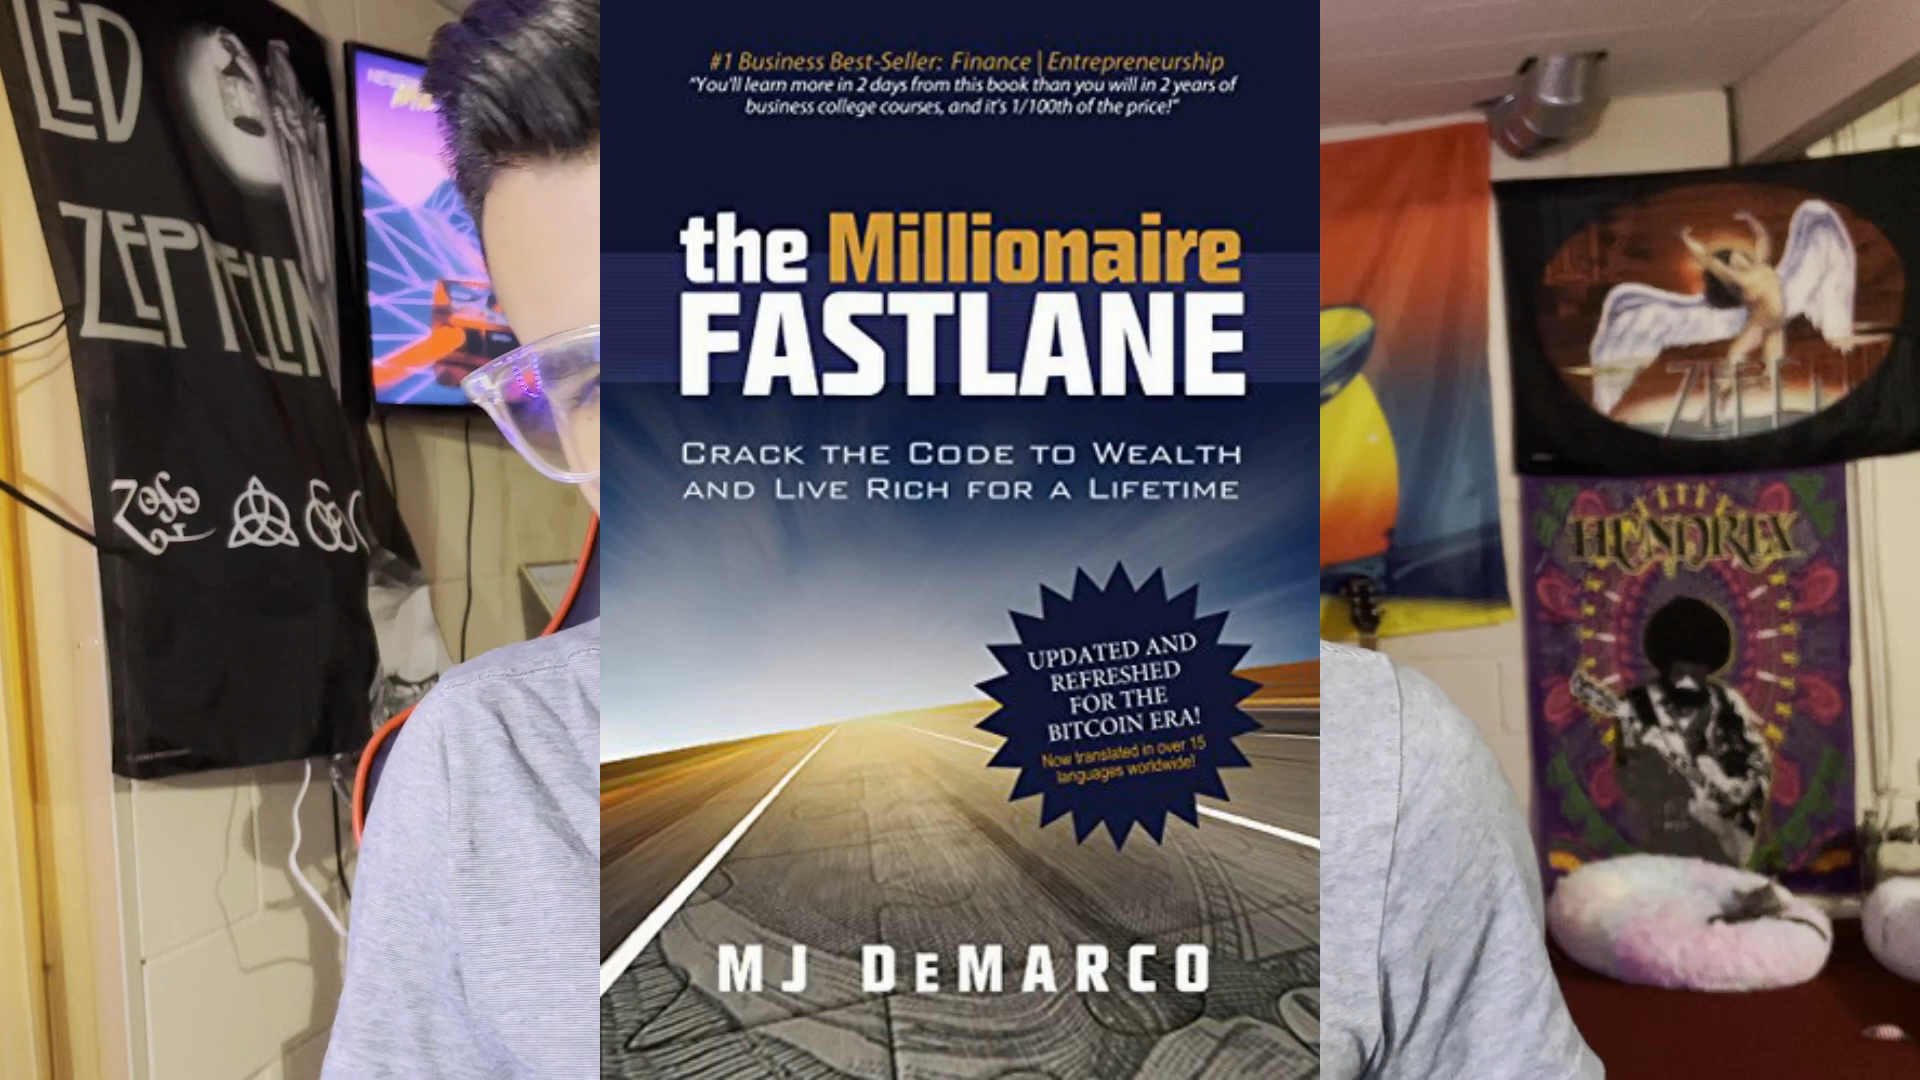 LED
ZEPPELIN
ZOSO
#1 Business Best-Seller: Finance | Entrepreneurship
"You'll learn more in 2 days from this book than you will in 2 years of
business college courses, and it's 1/100th of the price!"
the Millionaire
FASTLANE
CRACK THE CODE TO WEALTH
AND LIVE RICH FOR A LIFETIME
UPDATED AND
REFRESHED
FOR THE
BITCOIN ERA!
Now translated in over 15
languages worldwide!
MJ DEMARCO
HENDRIX